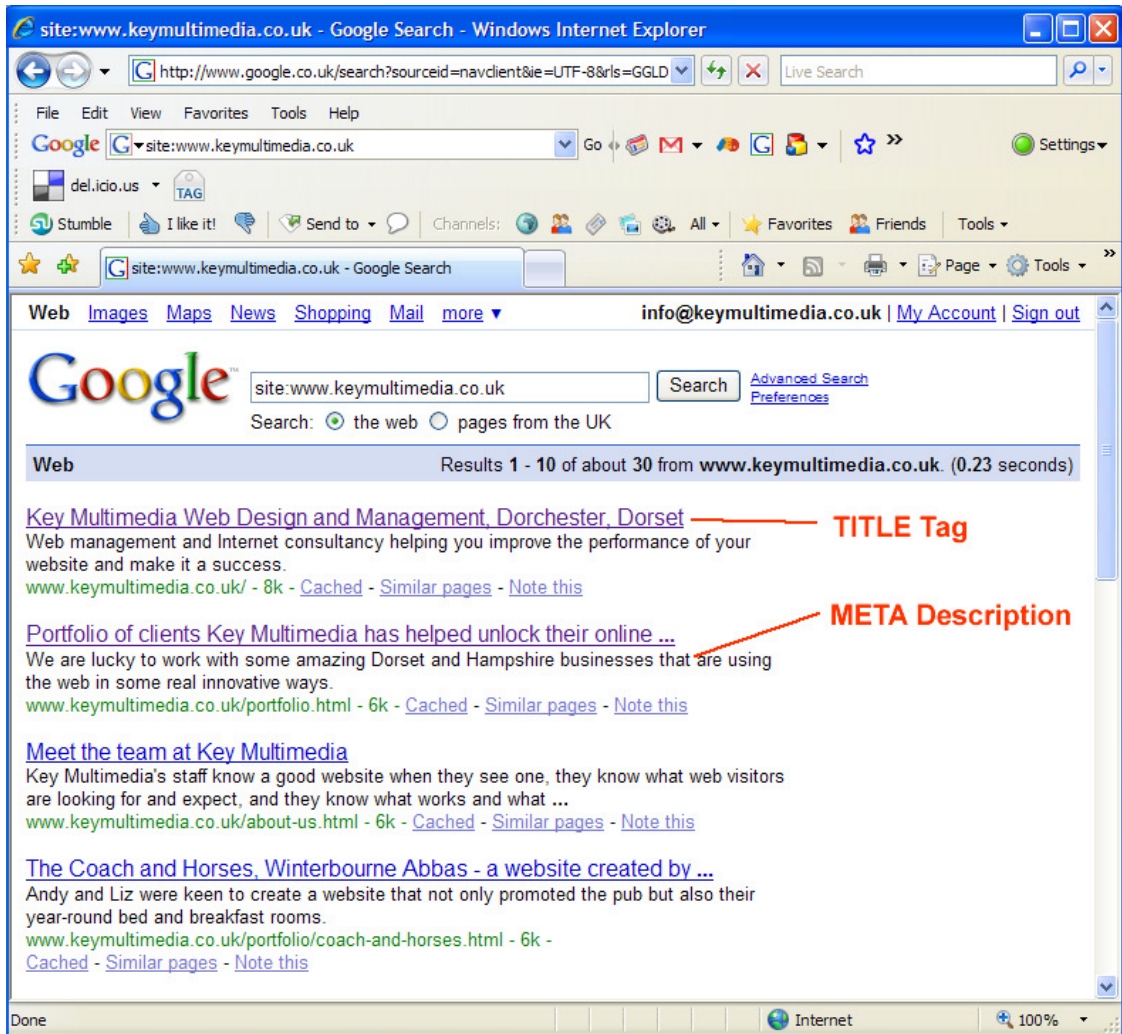 site:www.keymultimedia.co.uk - Google Search - Windows Internet Explorer
http://www.google.co.uk/search?sourceid=navclient&ie=UTF-8&rls=GGLD Live Search
File Edit View Favorites Tools Help
Google G site:www.keymultimedia.co.uk Go Settings
del.icio.us TAG
Stumble I like it! Send to Channels: All Favorites Friends Tools
site:www.keymultimedia.co.uk - Google Search Page Tools »
Web Images Maps News Shopping Mail more ▼ info@keymultimedia.co.uk | My Account | Sign out
Google™ site:www.keymultimedia.co.uk Search Advanced Search
Preferences
Search: the web pages from the UK
Web Results 1 - 10 of about 30 from www.keymultimedia.co.uk. (0.23 seconds)
Key Multimedia Web Design and Management, Dorchester, Dorset
TITLE Tag
Web management and Internet consultancy helping you improve the performance of your
website and make it a success.
www.keymultimedia.co.uk/ - 8k - Cached - Similar pages - Note this
META Description
Portfolio of clients Key Multimedia has helped unlock their online ...
We are lucky to work with some amazing Dorset and Hampshire businesses that are using
the web in some real innovative ways.
www.keymultimedia.co.uk/portfolio.html - 6k - Cached - Similar pages - Note this
Meet the team at Key Multimedia
Key Multimedia's staff know a good website when they see one, they know what web visitors
are looking for and expect, and they know what works and what ...
www.keymultimedia.co.uk/about-us.html - 6k - Cached - Similar pages - Note this
The Coach and Horses, Winterbourne Abbas - a website created by ...
Andy and Liz were keen to create a website that not only promoted the pub but also their
year-round bed and breakfast rooms.
www.keymultimedia.co.uk/portfolio/coach-and-horses.html - 6k -
Cached - Similar pages - Note this
Done Internet 100%